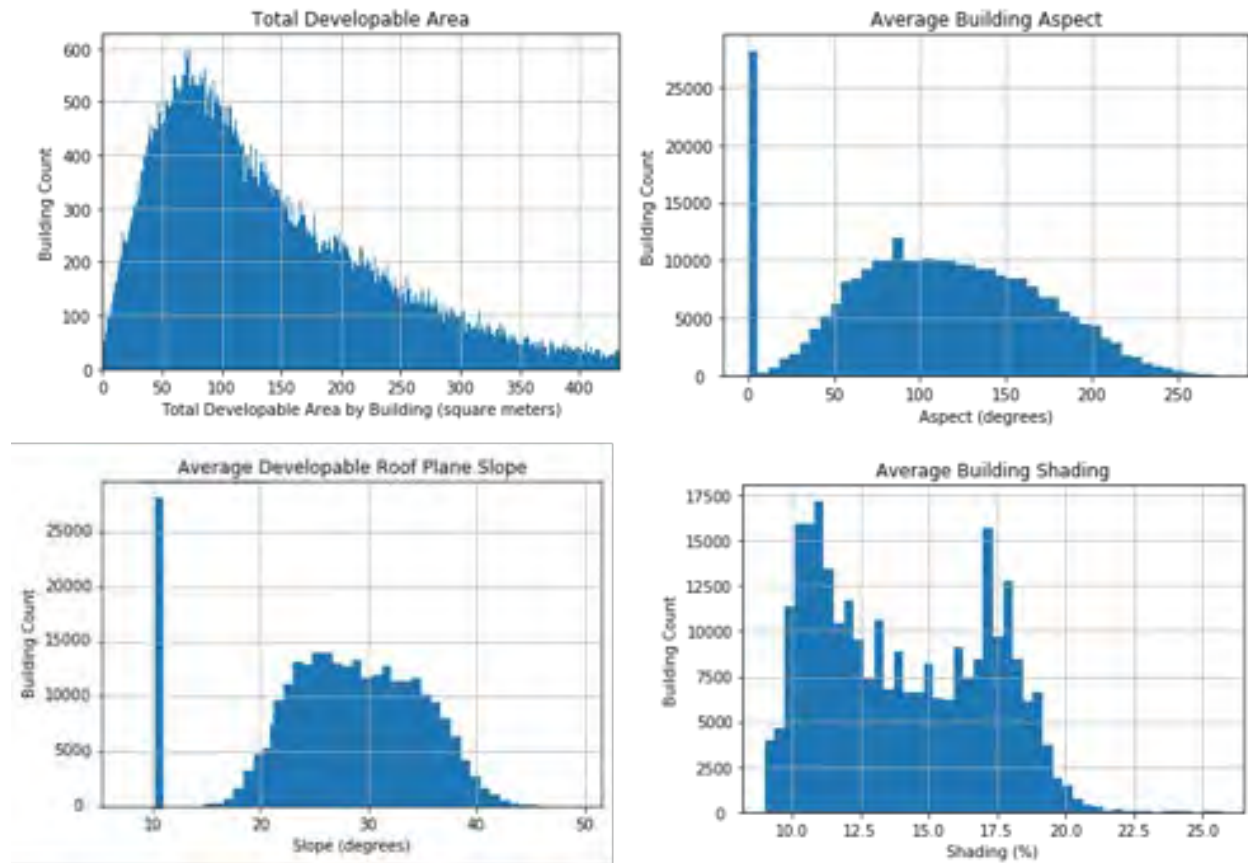 Total Developable Area
Building Count
600
500
400
300
200
100
0
0 50 100 150 200 250 300 350 400
Total Developable Area by Building (square meters)
Average Building Aspect
Building Count
25000
20000
15000
10000
5000
0
0 50 100 150 200 250
Aspect (degrees)
Average Developable Roof Plane Slope
Building Count
25000
20000
15000
10000
5000
0
10 20 30 40 50
Slope (degrees)
Average Building Shading
Building Count
17500
15000
12500
10000
7500
5000
2500
0
10.0 12.5 15.0 17.5 20.0 22.5 25.0
Shading (%)